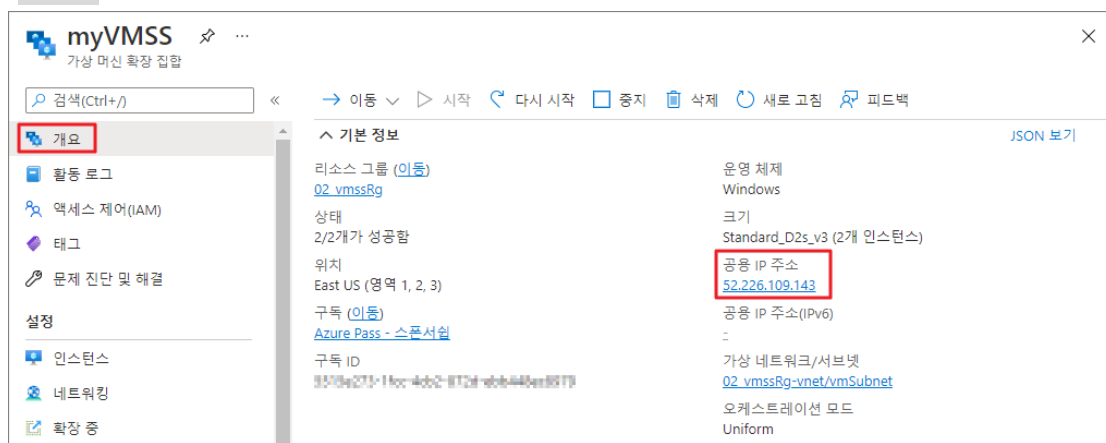 myVMSS
가상 머신 확장 집합
검색(Ctrl+/)
이동
시작
다시 시작
중지
삭제
새로 고침
피드백
개요
활동 로그
액세스 제어(IAM)
태그
문제 진단 및 해결
설정
인스턴스
네트워킹
확장 중
기본 정보
JSON 보기
리소스 그룹 (이동)
02_vmssRg
상태
2/2개가 성공함
위치
East US (영역 1, 2, 3)
구독 (이동)
Azure Pass - 스폰서쉽
구독 ID
운영 체제
Windows
크기
Standard_D2s_v3 (2개 인스턴스)
공용 IP 주소
52.226.109.143
공용 IP 주소(IPv6)
-
가상 네트워크/서브넷
02_vmssRg-vnet/vmSubnet
오케스트레이션 모드
Uniform